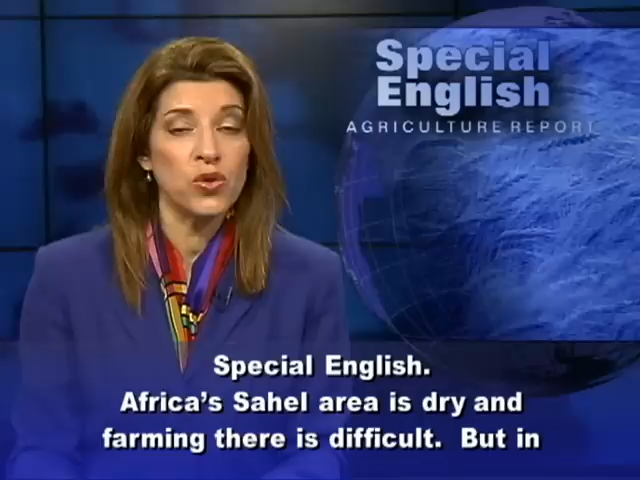 Special
English
AGRICULTURE REPORT
Special English.
Africa's Sahel area is dry and
farming there is difficult.  But in